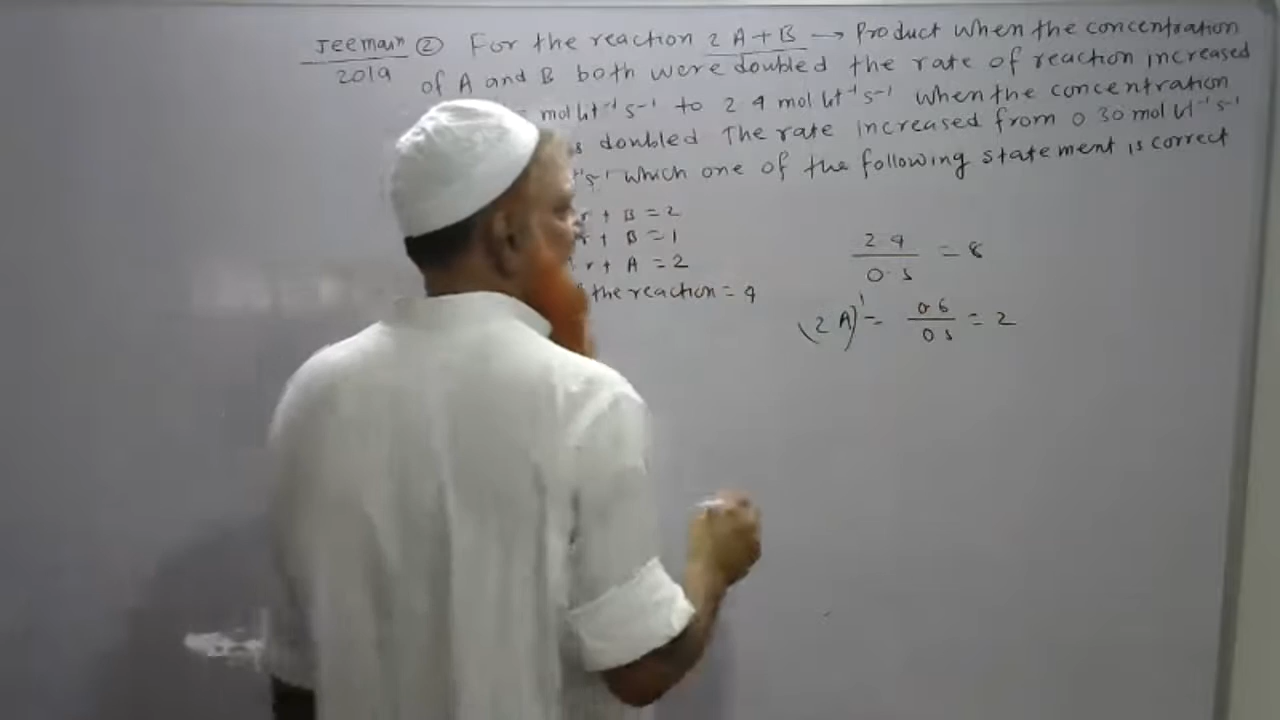 Jeemain ② For the reaction 2 A + B → Product when the concentration
2019 of A and B both were doubled the rate of reaction increased
mol lit⁻¹ s⁻¹ to 2 4 mol lit⁻¹ s⁻¹ when the concentration
s doubled The rate increased from 0 30 mol lit⁻¹ s⁻¹
s⁻¹ which one of the following statement is correct
r t B = 2
r t B = 1
r t A = 2
the reaction = 4
2 4 / 0.3 = 8
(2 A)¹ = 0 6 / 0 3 = 2